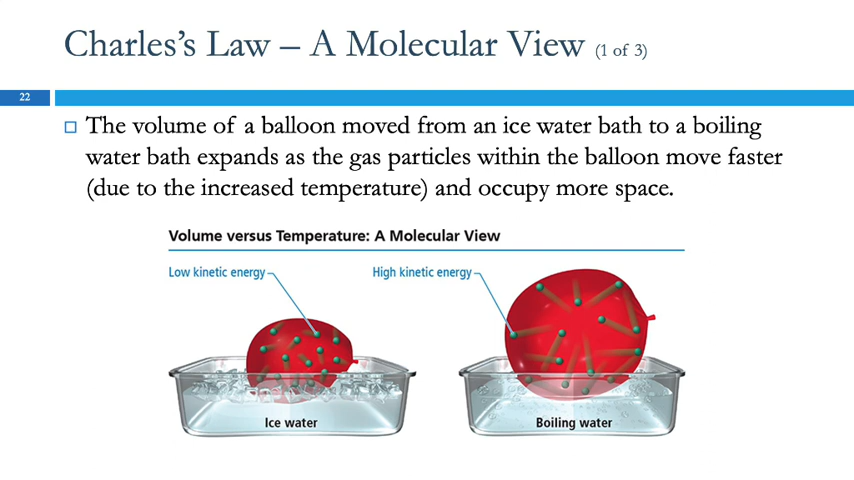 Charles’s Law – A Molecular View (1 of 3)
22
The volume of a balloon moved from an ice water bath to a boiling
water bath expands as the gas particles within the balloon move faster
(due to the increased temperature) and occupy more space.
Volume versus Temperature: A Molecular View
Low kinetic energy
High kinetic energy
Ice water
Boiling water